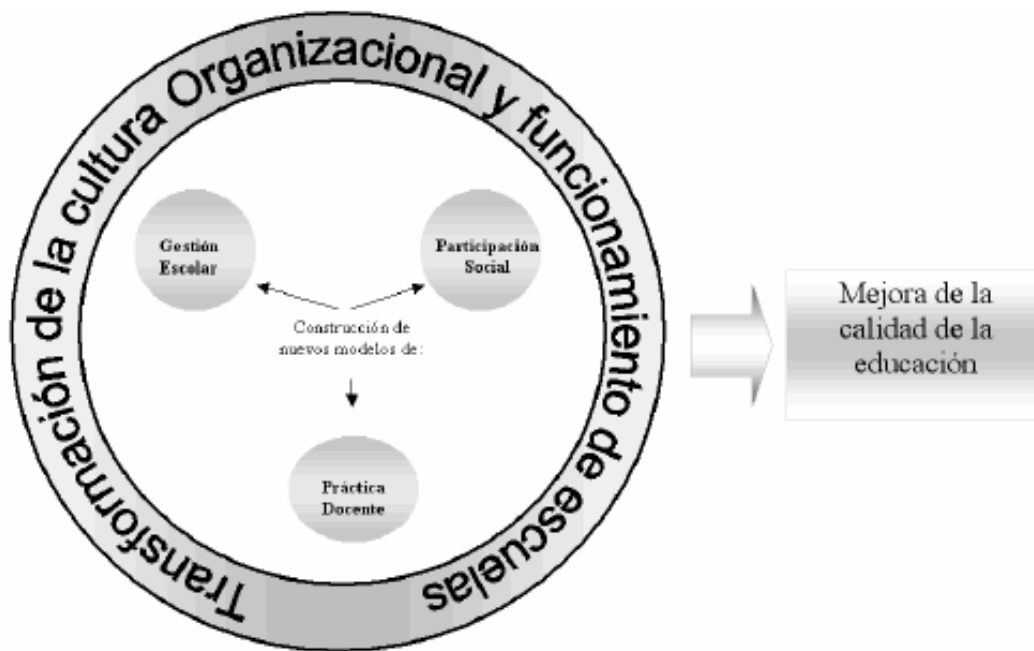 Transformación de la cultura Organizacional y funcionamiento de escuelas
Gestión
Escolar
Participación
Social
Construcción de
nuevos modelos de:
Práctica
Docente
Mejora de la
calidad de la
educación